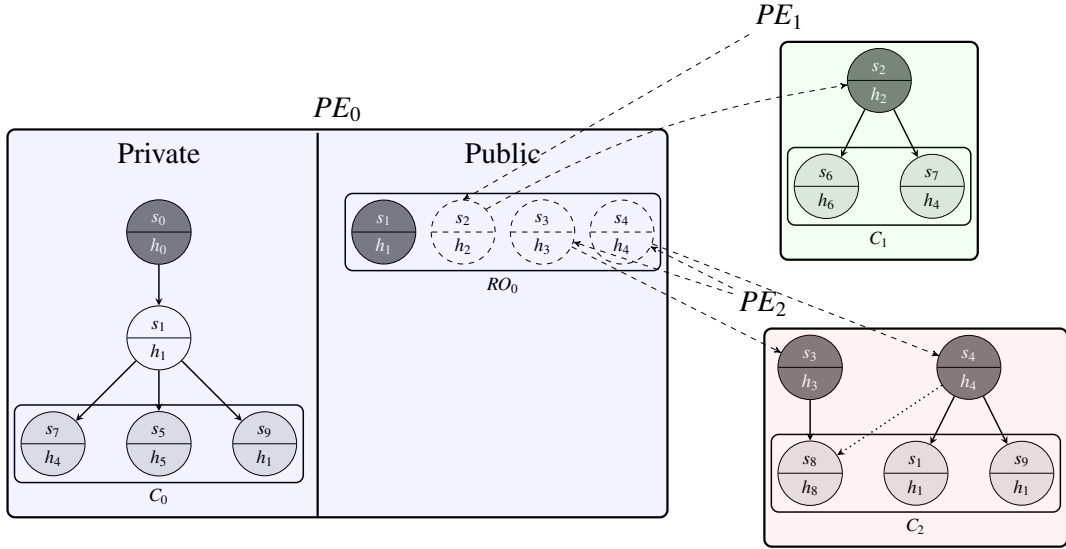 PE₁
s₂
h₂
s₆
h₆
s₇
h₄
C₁
PE₀
Private
Public
s₀
h₀
s₁
h₁
s₇
h₄
s₅
h₅
s₉
h₁
C₀
s₁
h₁
s₂
h₂
s₃
h₃
s₄
h₄
RO₀
PE₂
s₃
h₃
s₄
h₄
s₈
h₈
s₁
h₁
s₉
h₁
C₂